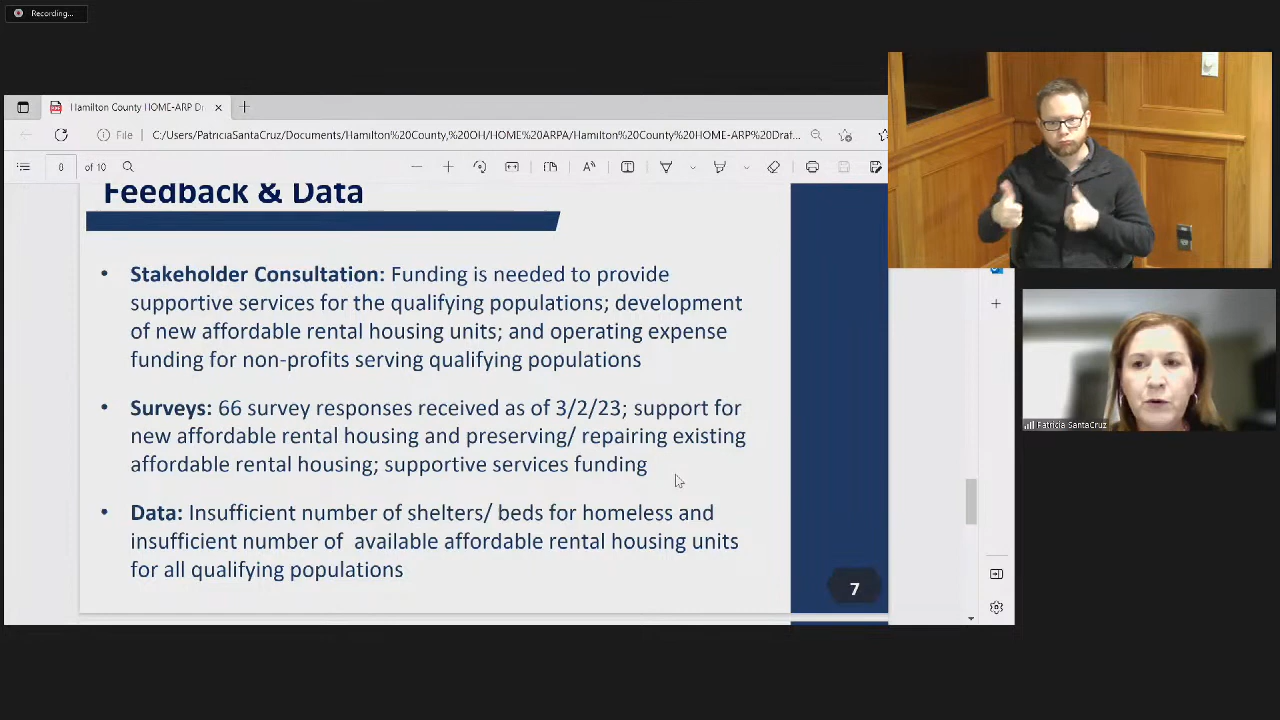 Recording...
Hamilton County HOME-ARP Dr
File
C:/Users/PatriciaSantaCruz/Documents/Hamilton%20County,%20OH/HOME%20ARPA/Hamilton%20County%20HOME-ARP%20Draf...
8 of 10
Feedback & Data
• Stakeholder Consultation: Funding is needed to provide
supportive services for the qualifying populations; development
of new affordable rental housing units; and operating expense
funding for non-profits serving qualifying populations
• Surveys: 66 survey responses received as of 3/2/23; support for
new affordable rental housing and preserving/ repairing existing
affordable rental housing; supportive services funding
• Data: Insufficient number of shelters/ beds for homeless and
insufficient number of available affordable rental housing units
for all qualifying populations
7
Patricia SantaCruz